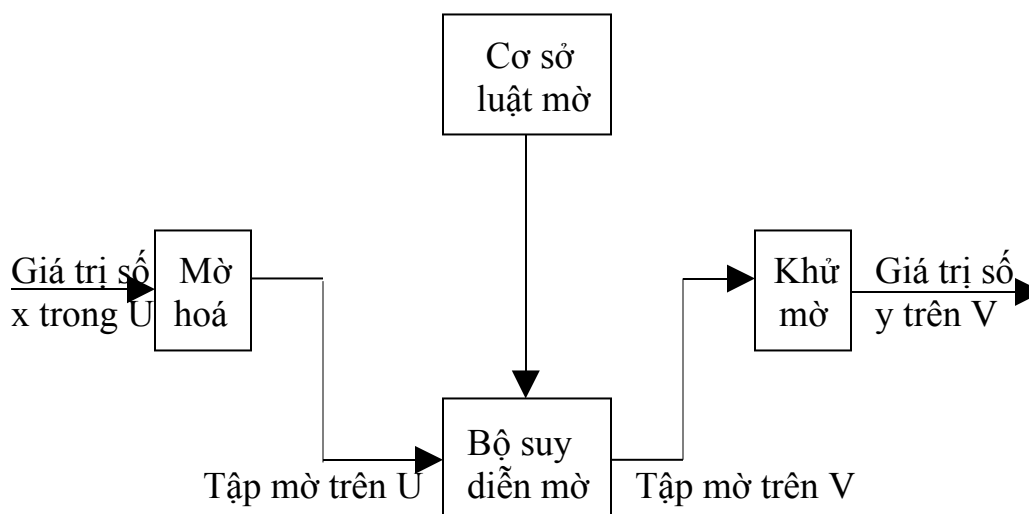 Cơ sở
luật mờ
Giá trị số
x trong U
Mờ
hoá
Khử
mờ
Giá trị số
y trên V
Tập mờ trên U
Bộ suy
diễn mờ
Tập mờ trên V